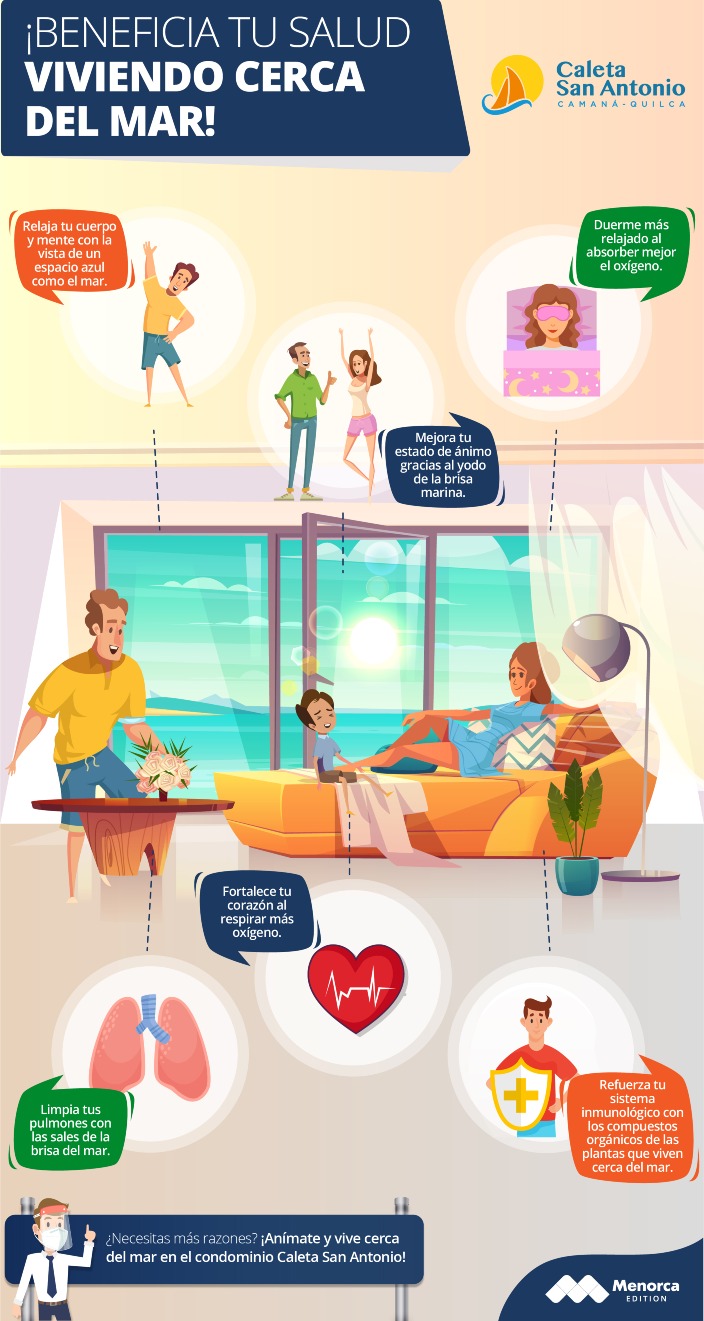 ¡BENEFICIA TU SALUD
VIVIENDO CERCA
DEL MAR!
Caleta
San Antonio
CAMANÁ-QUILCA
Relaja tu cuerpo
y mente con la
vista de un
espacio azul
como el mar.
Duerme más
relajado al
absorber mejor
el oxígeno.
Mejora tu
estado de ánimo
gracias al yodo
de la brisa
marina.
Fortalece tu
corazón al
respirar más
oxígeno.
Limpia tus
pulmones con
las sales de la
brisa del mar.
Refuerza tu
sistema
inmunológico con
los compuestos
orgánicos de las
plantas que viven
cerca del mar.
¿Necesitas más razones? ¡Anímate y vive cerca
del mar en el condominio Caleta San Antonio!
Menorca
EDITION